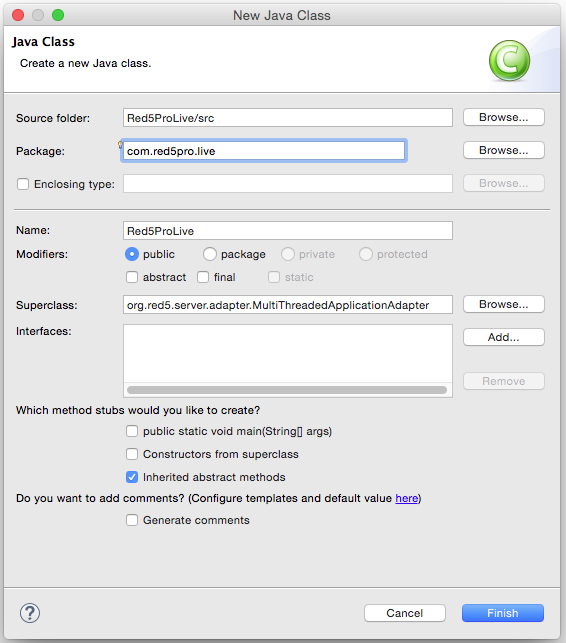 New Java Class
Java Class
Create a new Java class.
C
Source folder: Red5ProLive/src Browse...
Package: com.red5pro.live Browse...
Enclosing type: Browse...
Name: Red5ProLive
Modifiers: public package private protected
abstract final static
Superclass: org.red5.server.adapter.MultiThreadedApplicationAdapter Browse...
Interfaces: Add...
Remove
Which method stubs would you like to create?
public static void main(String[] args)
Constructors from superclass
Inherited abstract methods
Do you want to add comments? (Configure templates and default value here)
Generate comments
? Cancel Finish